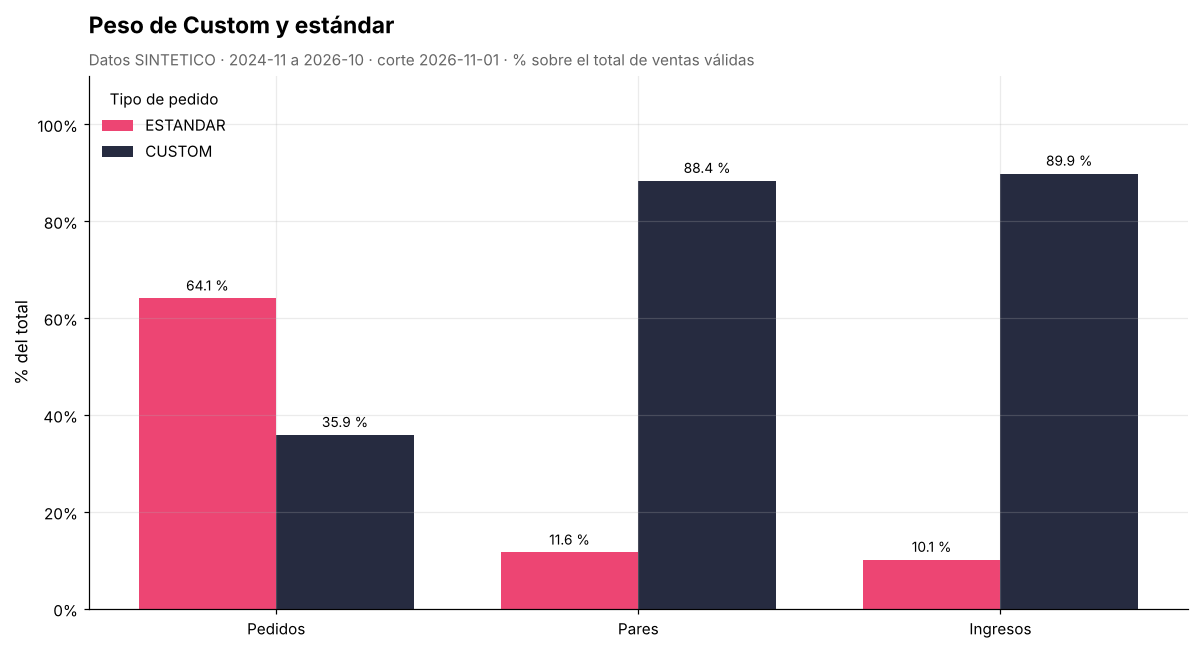 Peso de Custom y estándar
Datos SINTETICO · 2024-11 a 2026-10 · corte 2026-11-01 · % sobre el total de ventas válidas
Tipo de pedido
ESTANDAR
CUSTOM
% del total
100%
80%
60%
40%
20%
0%
64.1 %
35.9 %
11.6 %
88.4 %
10.1 %
89.9 %
Pedidos
Pares
Ingresos